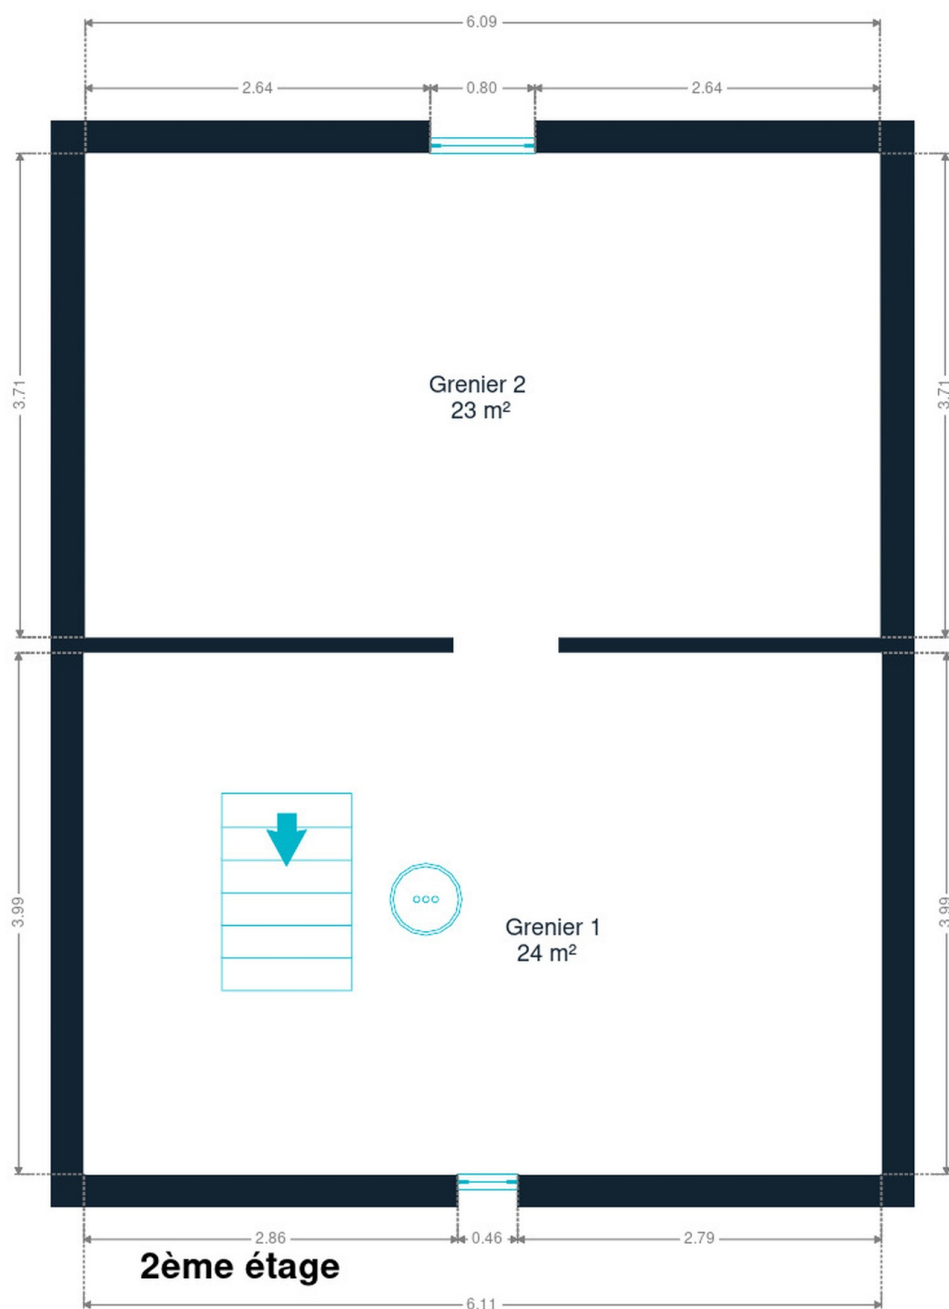 6.09
2.64
0.80
2.64
3.71
3.71
Grenier 2
23 m²
3.99
3.99
Grenier 1
24 m²
2.86
0.46
2.79
2ème étage
6.11